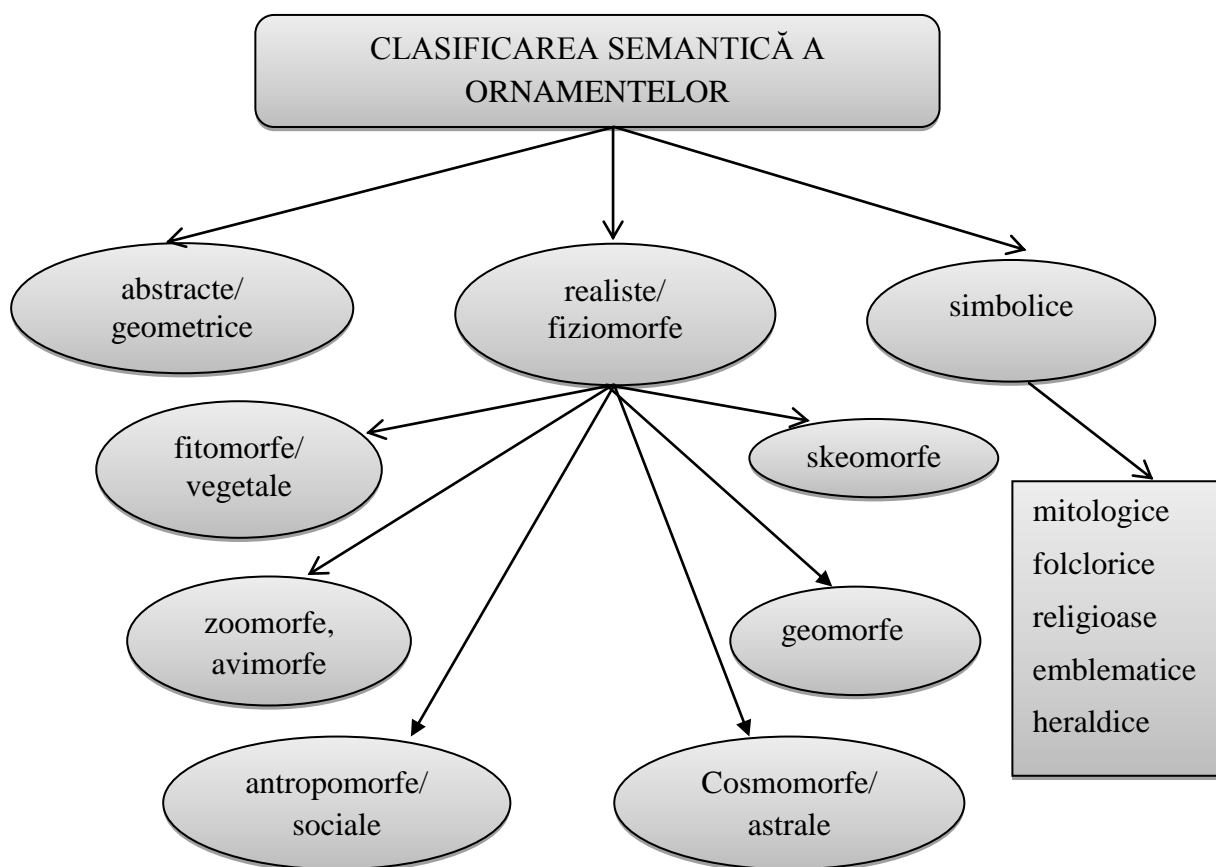 CLASIFICAREA SEMANTICĂ A
ORNAMENTELOR
abstracte/
geometrice
realiste/
fiziomorfe
simbolice
fitomorfe/
vegetale
skeomorfe
mitologice
folclorice
religioase
emblematice
heraldice
zoomorfe,
avimorfe
geomorfe
antropomorfe/
sociale
Cosmomorfe/
astrale